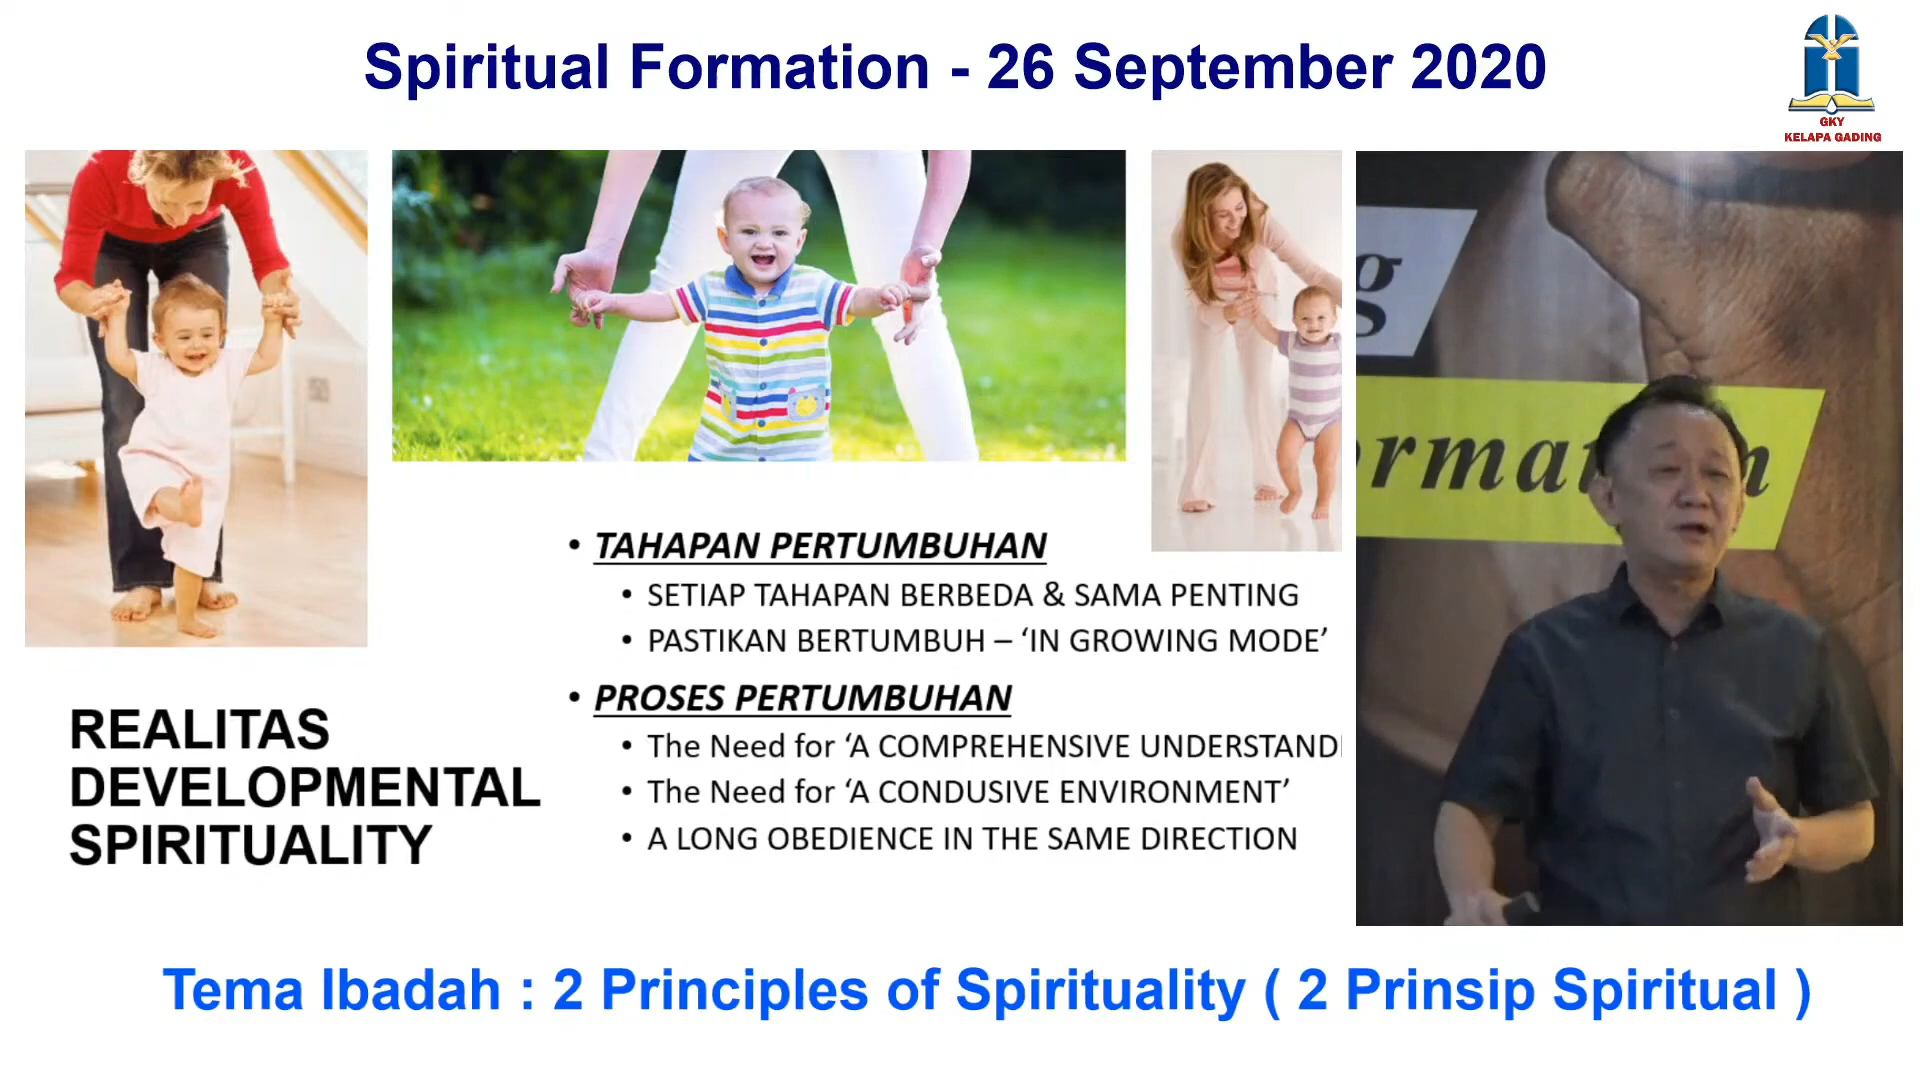 Spiritual Formation - 26 September 2020
GKY
KELAPA GADING
g
rmat n
• TAHAPAN PERTUMBUHAN
• SETIAP TAHAPAN BERBEDA & SAMA PENTING
• PASTIKAN BERTUMBUH – ‘IN GROWING MODE’
• PROSES PERTUMBUHAN
• The Need for ‘A COMPREHENSIVE UNDERSTAND
• The Need for ‘A CONDUSIVE ENVIRONMENT’
• A LONG OBEDIENCE IN THE SAME DIRECTION
REALITAS
DEVELOPMENTAL
SPIRITUALITY
Tema Ibadah : 2 Principles of Spirituality ( 2 Prinsip Spiritual )